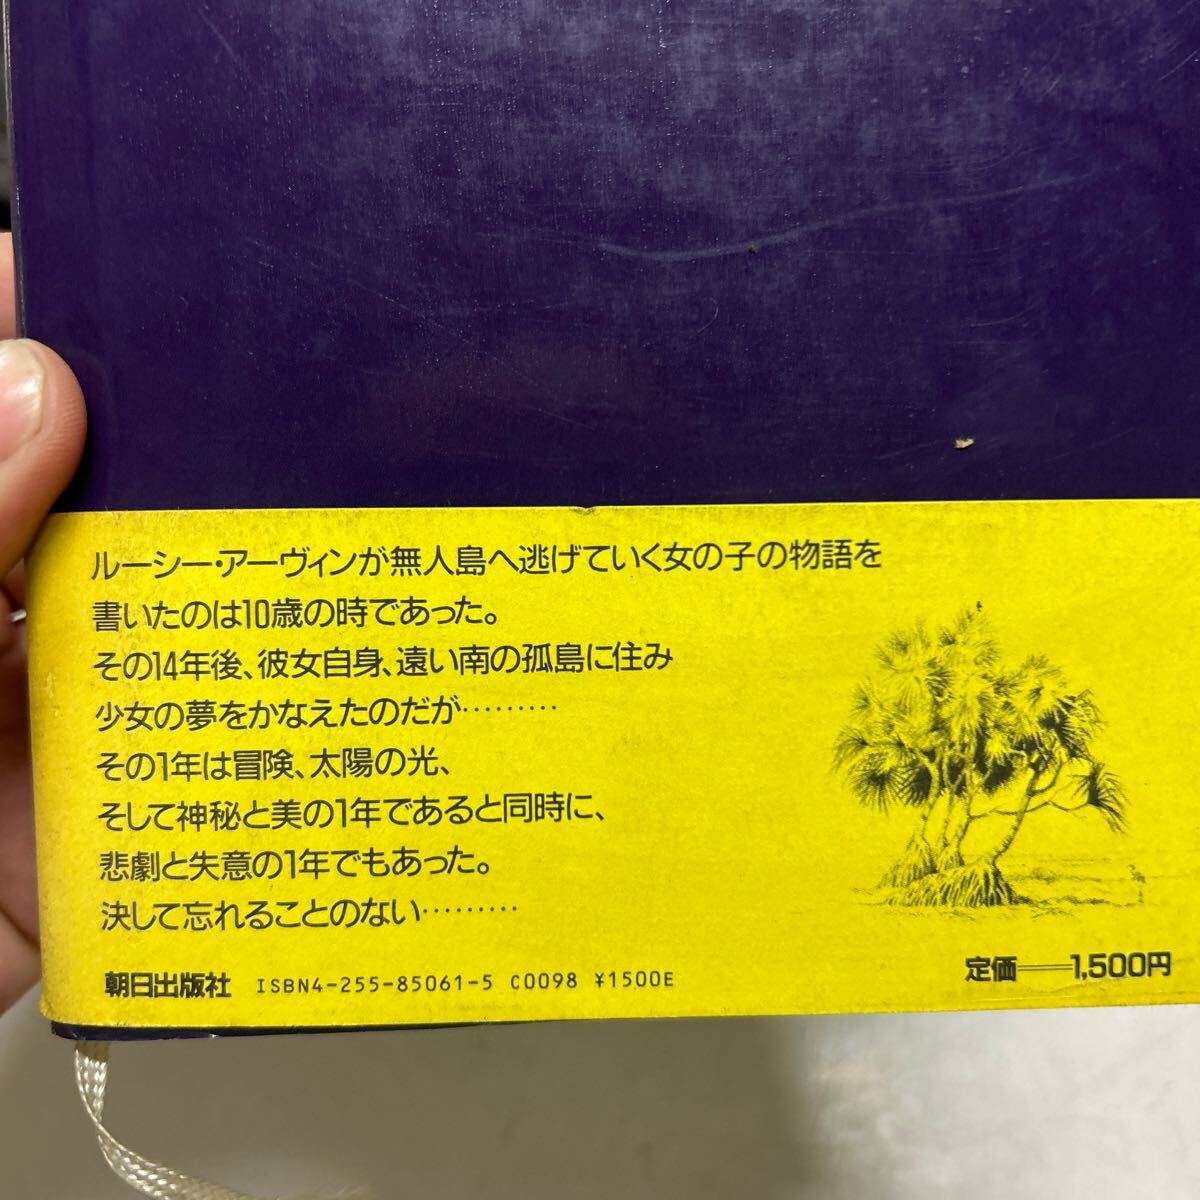 ルーシー・アーヴィンが無人島へ逃げていく女の子の物語を
書いたのは10歳の時であった。
その14年後、彼女自身、遠い南の孤島に住み
少女の夢をかなえたのだが………
その1年は冒険、太陽の光、
そして神秘と美の1年であると同時に、
悲劇と失意の1年でもあった。
決して忘れることのない………
朝日出版社 ISBN4-255-85061-5 C0098 ¥1500E
定価──1,500円